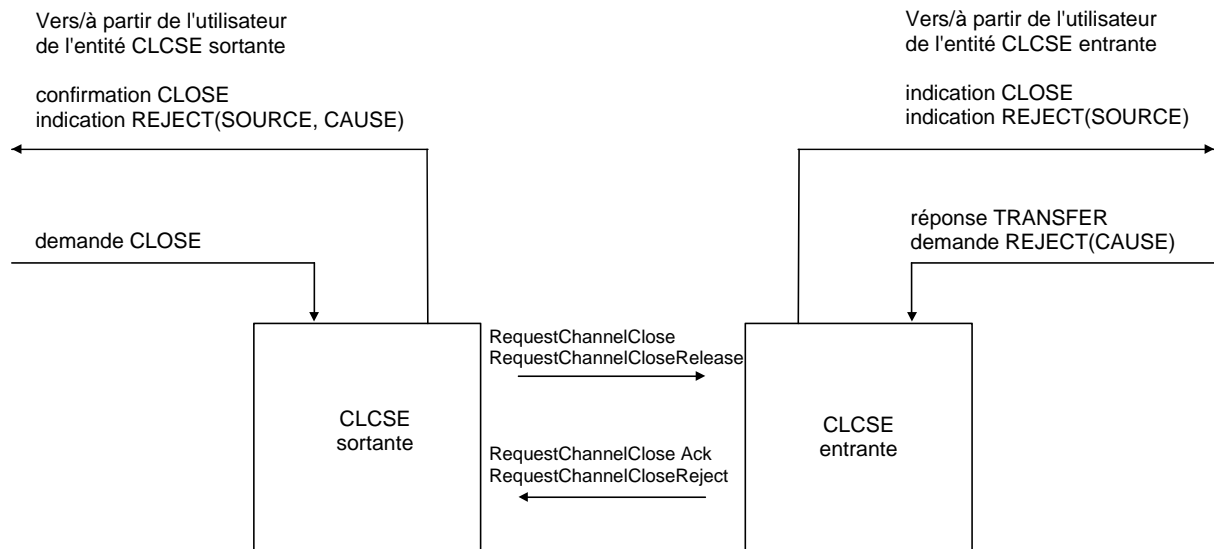 Vers/à partir de l'utilisateur
de l'entité CLCSE sortante
confirmation CLOSE
indication REJECT(SOURCE, CAUSE)
demande CLOSE
Vers/à partir de l'utilisateur
de l'entité CLCSE entrante
indication CLOSE
indication REJECT(SOURCE)
réponse TRANSFER
demande REJECT(CAUSE)
RequestChannelClose
RequestChannelCloseRelease
CLCSE
sortante
RequestChannelClose Ack
RequestChannelCloseReject
CLCSE
entrante